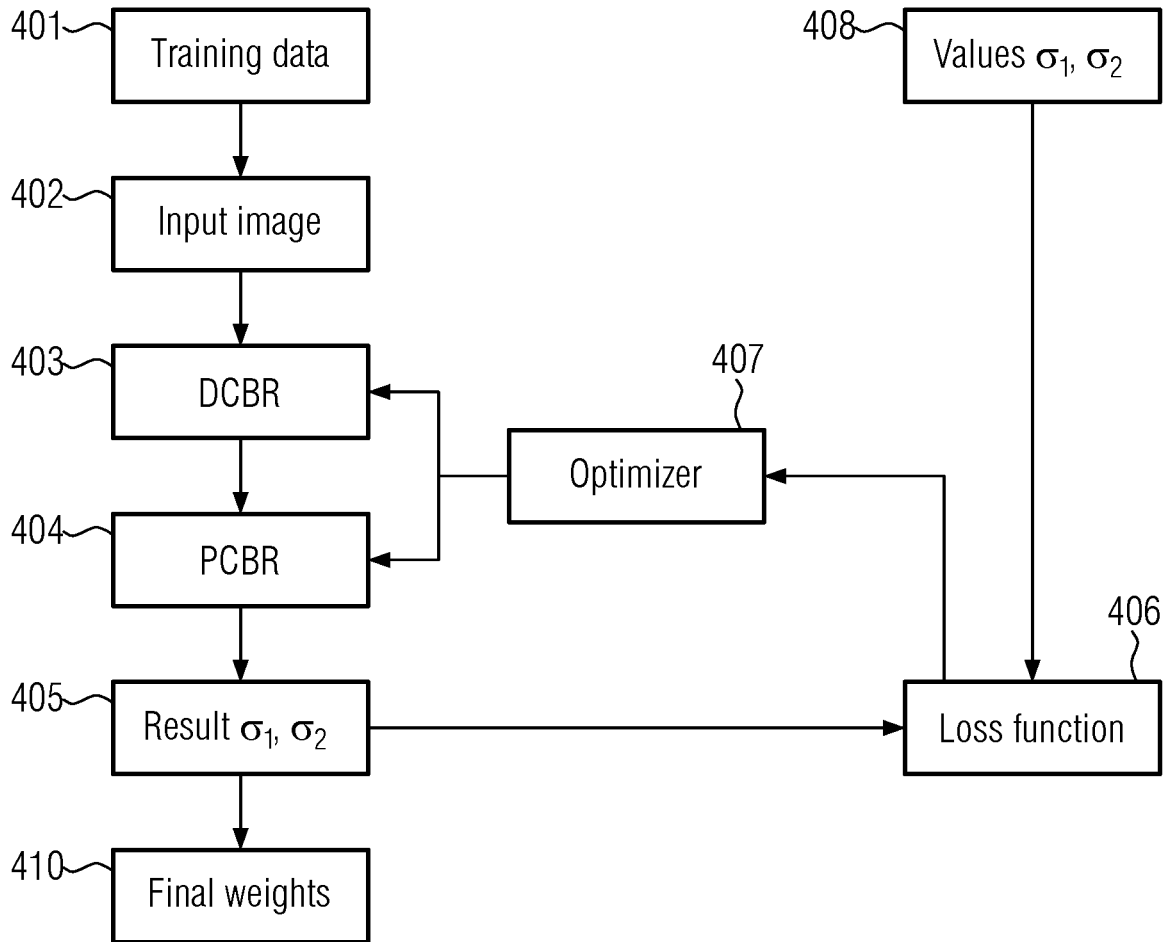 401
Training data
408
Values σ₁, σ₂
402
Input image
403
DCBR
407
Optimizer
404
PCBR
406
405
Result σ₁, σ₂
Loss function
410
Final weights